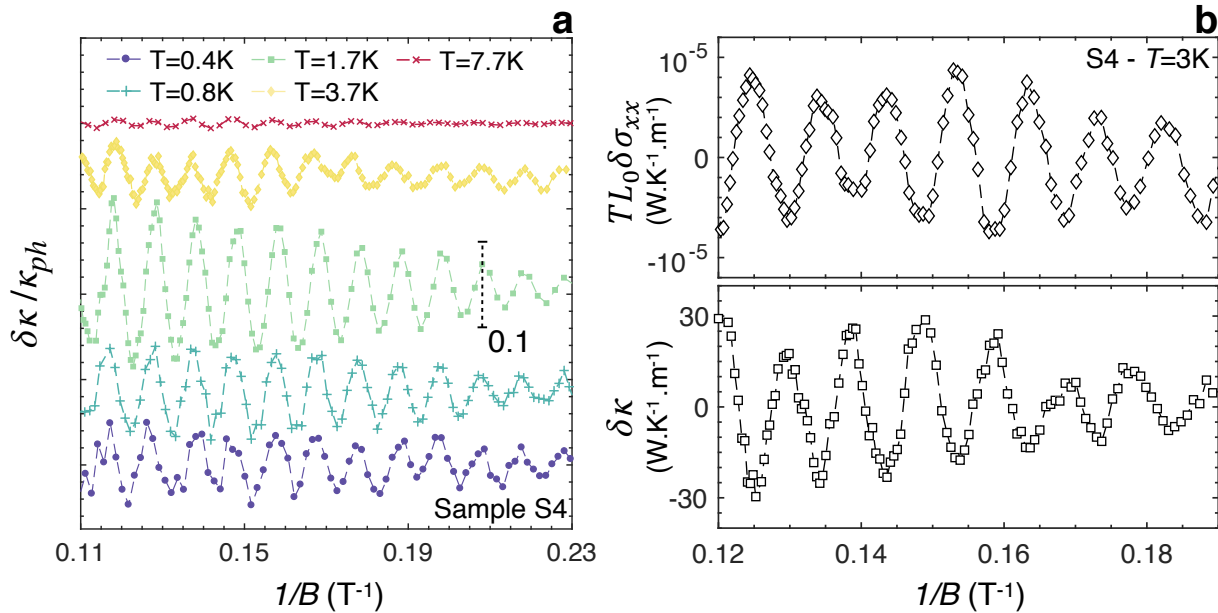 a
T=0.4K T=1.7K T=7.7K
T=0.8K T=3.7K
δκ /κph
0.1
Sample S4
0.11 0.15 0.19 0.23
1/B (T-1)
b
S4 - T=3K
TL0δσxx
(W.K-1.m-1)
10-5
0
-10-5
δκ
(W.K-1.m-1)
30
0
-30
0.12 0.14 0.16 0.18
1/B (T-1)